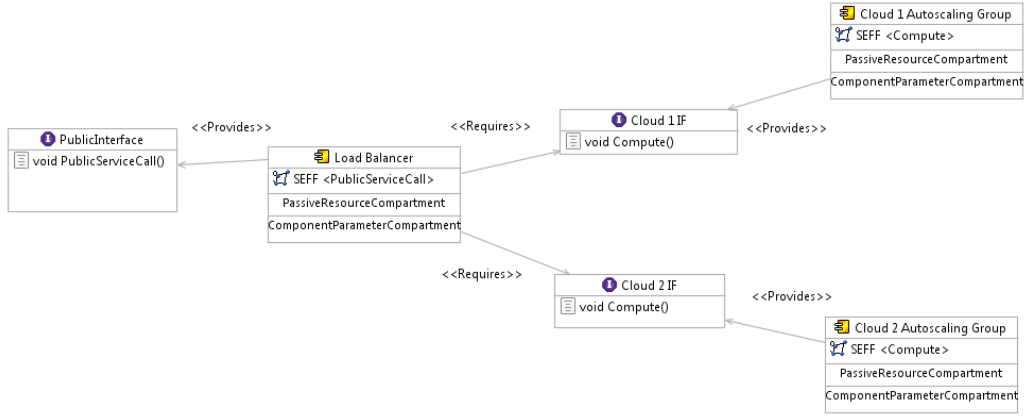 Cloud 1 Autoscaling Group
SEFF <Compute>
PassiveResourceCompartment
ComponentParameterCompartment
<<Provides>>
<<Requires>>
Cloud 1 IF
void Compute()
<<Provides>>
PublicInterface
void PublicServiceCall()
Load Balancer
SEFF <PublicServiceCall>
PassiveResourceCompartment
ComponentParameterCompartment
<<Requires>>
Cloud 2 IF
void Compute()
<<Provides>>
Cloud 2 Autoscaling Group
SEFF <Compute>
PassiveResourceCompartment
ComponentParameterCompartment